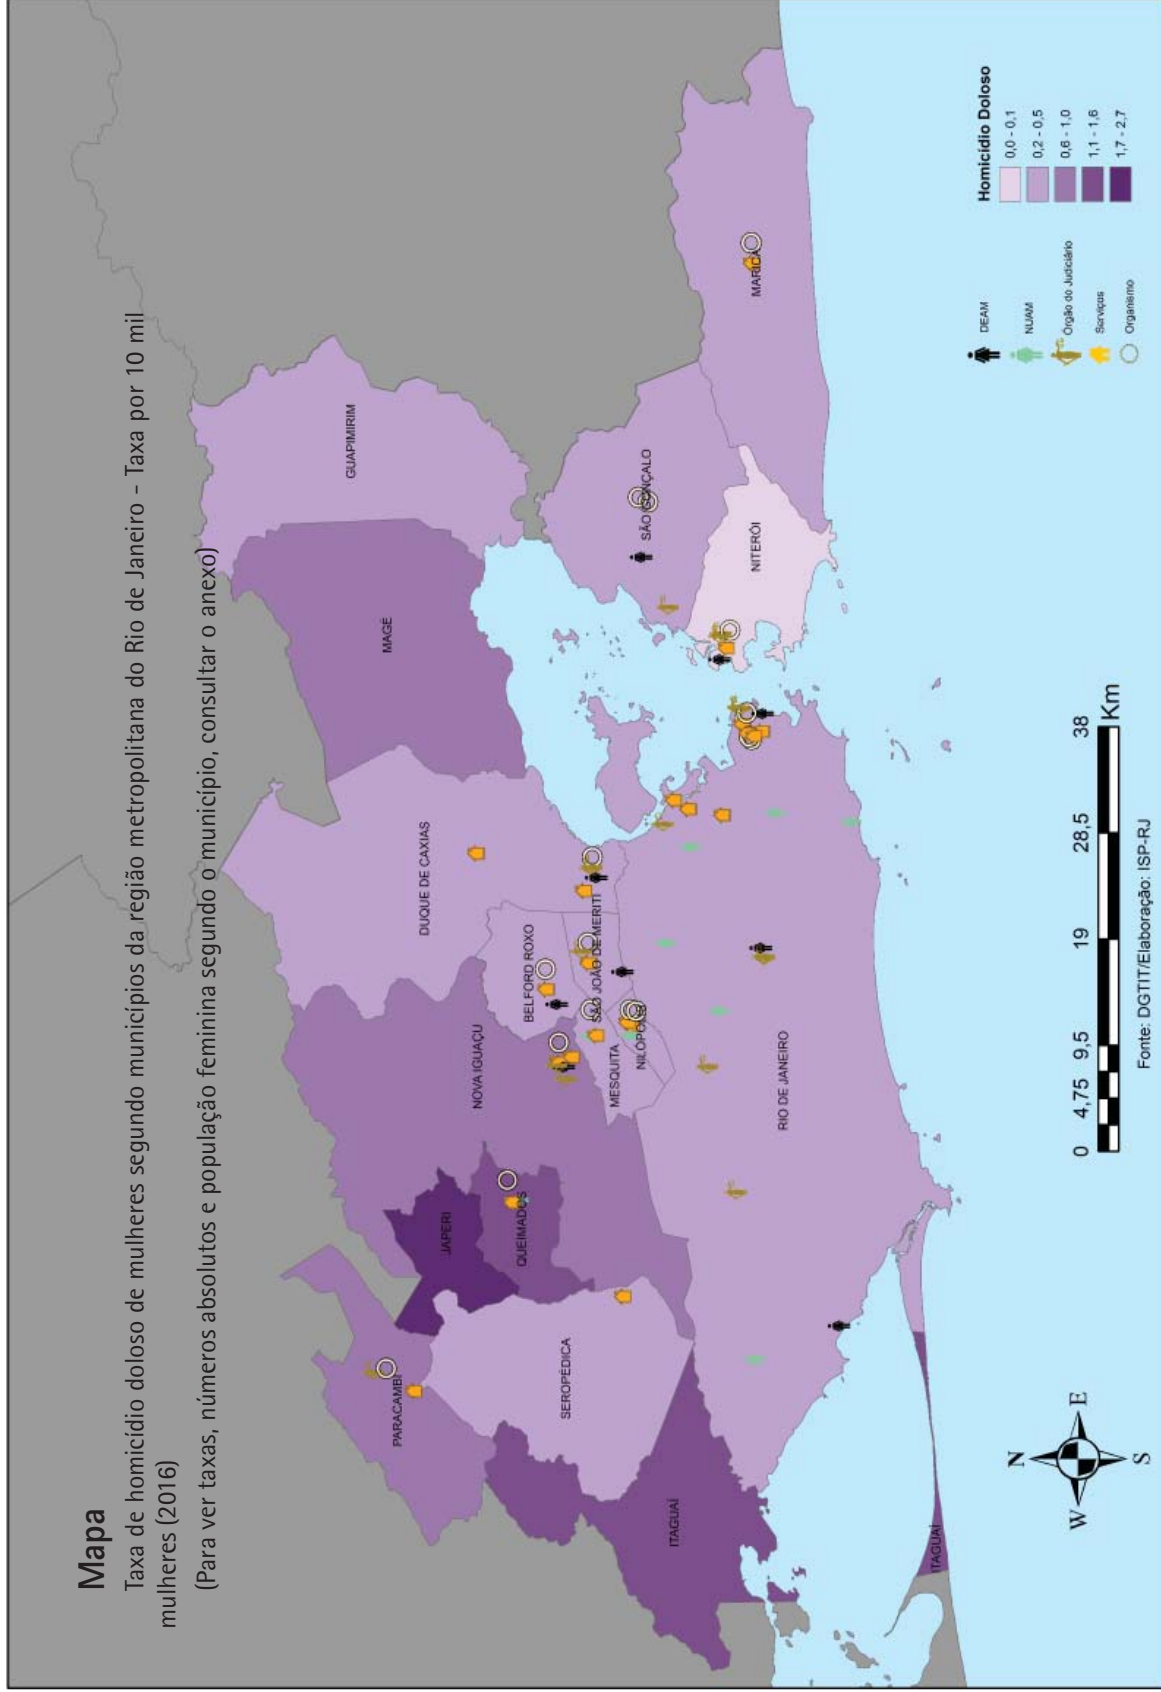 Mapa
Taxa de homicídio doloso de mulheres segundo municípios da região metropolitana do Rio de Janeiro – Taxa por 10 mil
mulheres (2016)
(Para ver taxas, números absolutos e população feminina segundo o município, consultar o anexo)
GUAPIMIRIM
MAGÉ
DUQUE DE CAXIAS
NOVA IGUAÇU
BELFORD ROXO
SÃO JOÃO DE MERITI
MESQUITA
NILÓPOLIS
JAPERI
QUEIMADOS
PARACAMBI
SEROPÉDICA
ITAGUAÍ
ITAGUAÍ
RIO DE JANEIRO
SÃO GONÇALO
NITERÓI
MARICÁ
DEAM
NUAM
Órgão do Judiciário
Serviços
Organismo
Homicídio Doloso
0,0 - 0,1
0,2 - 0,5
0,6 - 1,0
1,1 - 1,6
1,7 - 2,7
N
W E
S
0 4,75 9,5 19 28,5 38
Km
Fonte: DGTIT/Elaboração: ISP-RJ